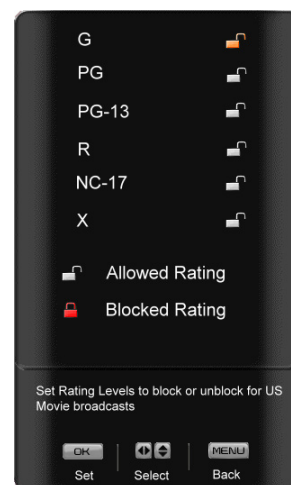 G
PG
PG-13
R
NC-17
X
Allowed Rating
Blocked Rating
Set Rating Levels to block or unblock for US
Movie broadcasts
OK MENU
Set Select Back